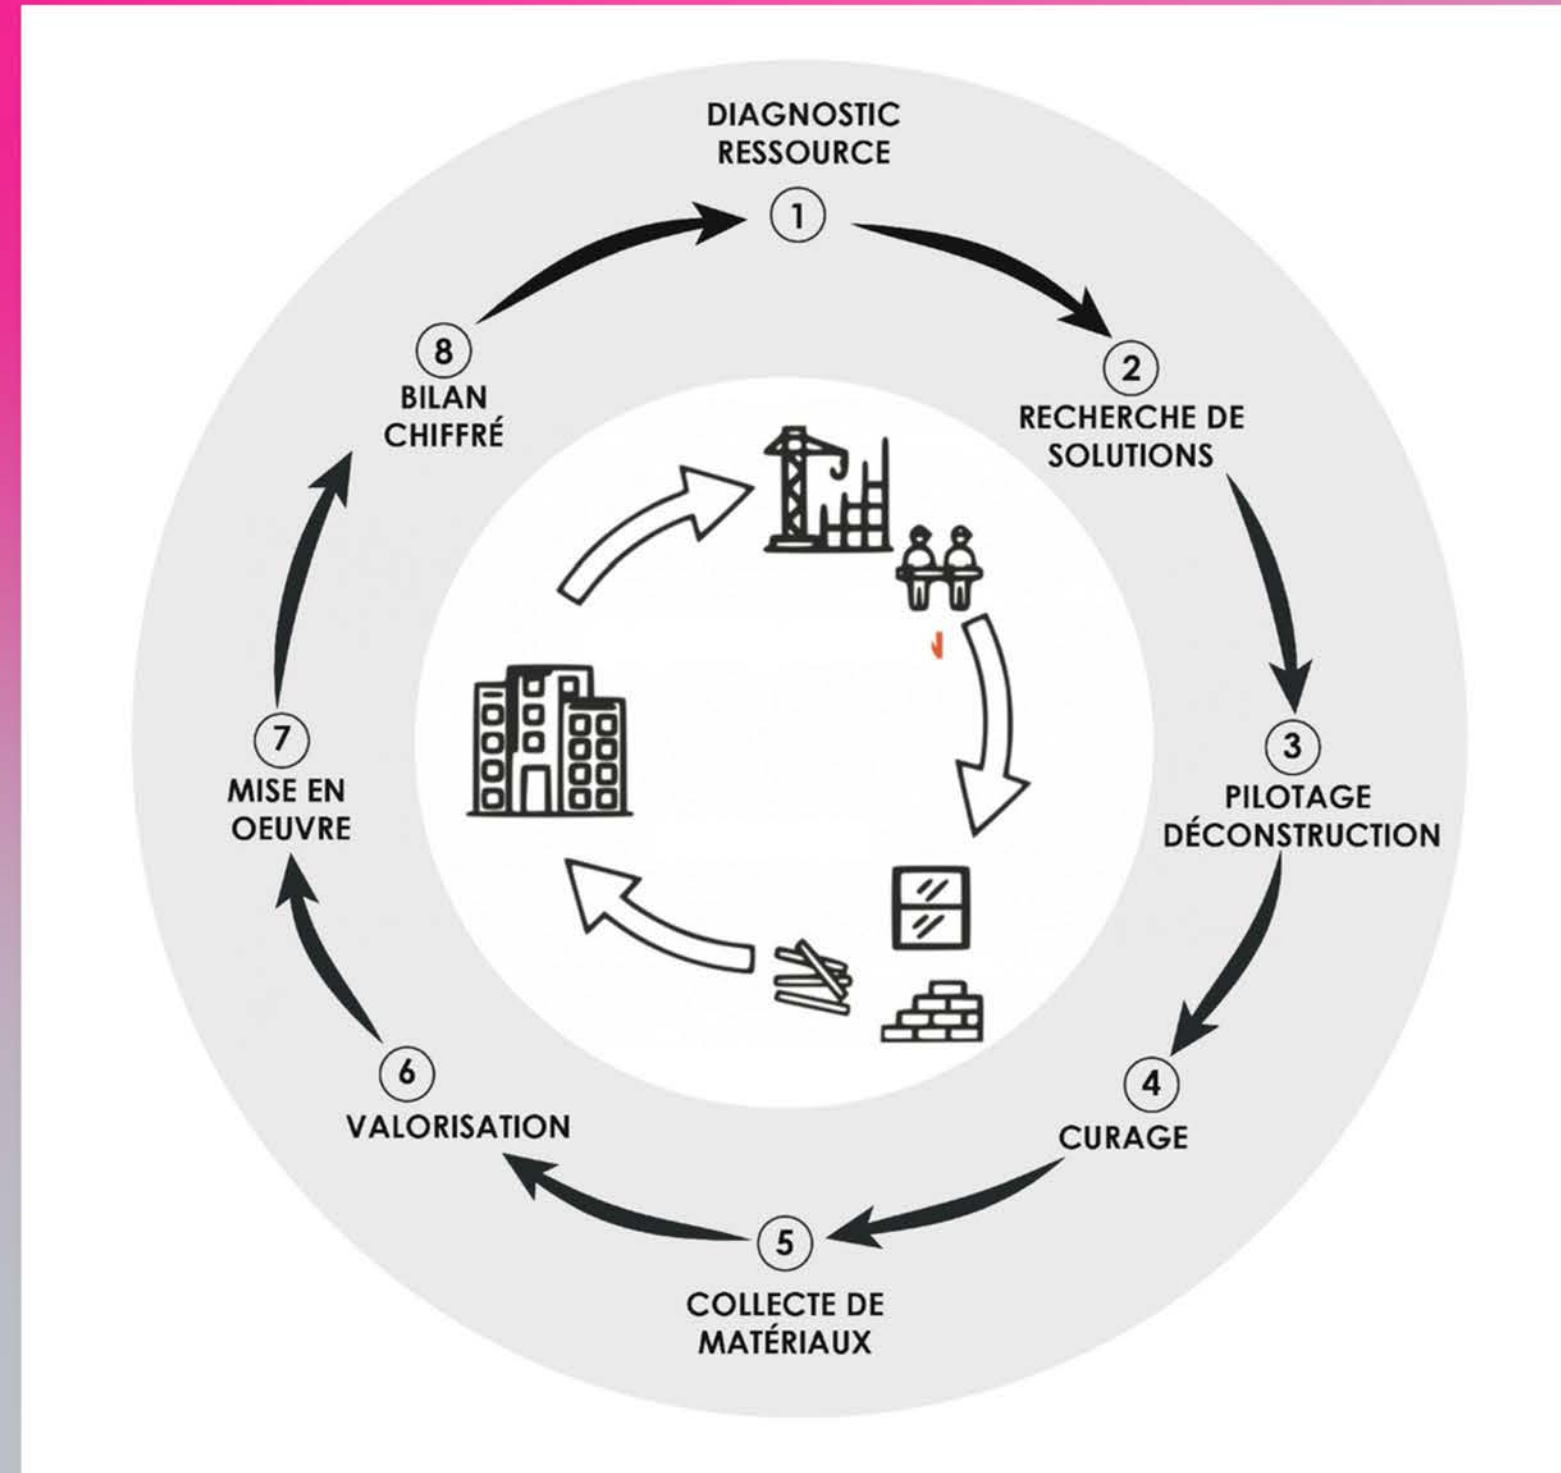 DIAGNOSTIC
RESSOURCE
1
2
RECHERCHE DE
SOLUTIONS
3
PILOTAGE
DÉCONSTRUCTION
4
CURAGE
5
COLLECTE DE
MATÉRIAUX
6
VALORISATION
7
MISE EN
OEUVRE
8
BILAN
CHIFFRÉ